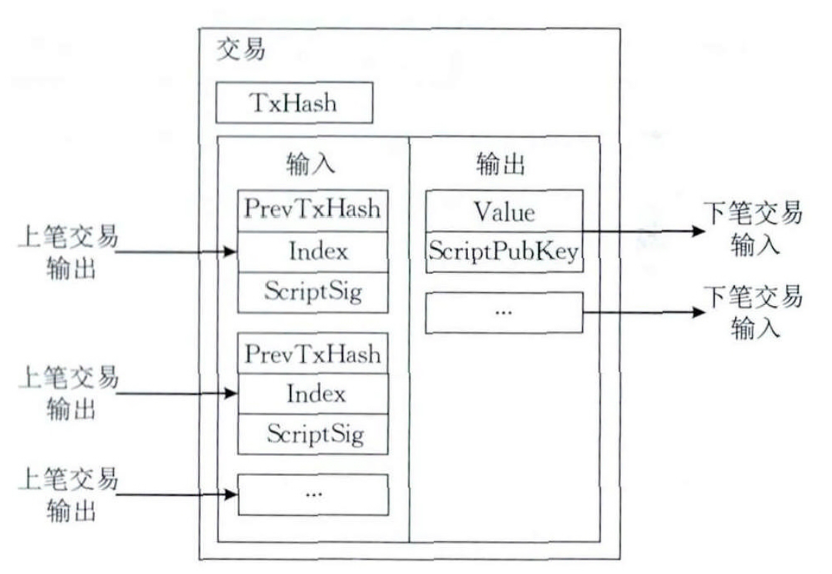 交易
TxHash
输入
PrevTxHash
Index
ScriptSig
PrevTxHash
Index
ScriptSig
...
输出
Value
ScriptPubKey
...
上笔交易
输出
上笔交易
输出
上笔交易
输出
下笔交易
输入
下笔交易
输入